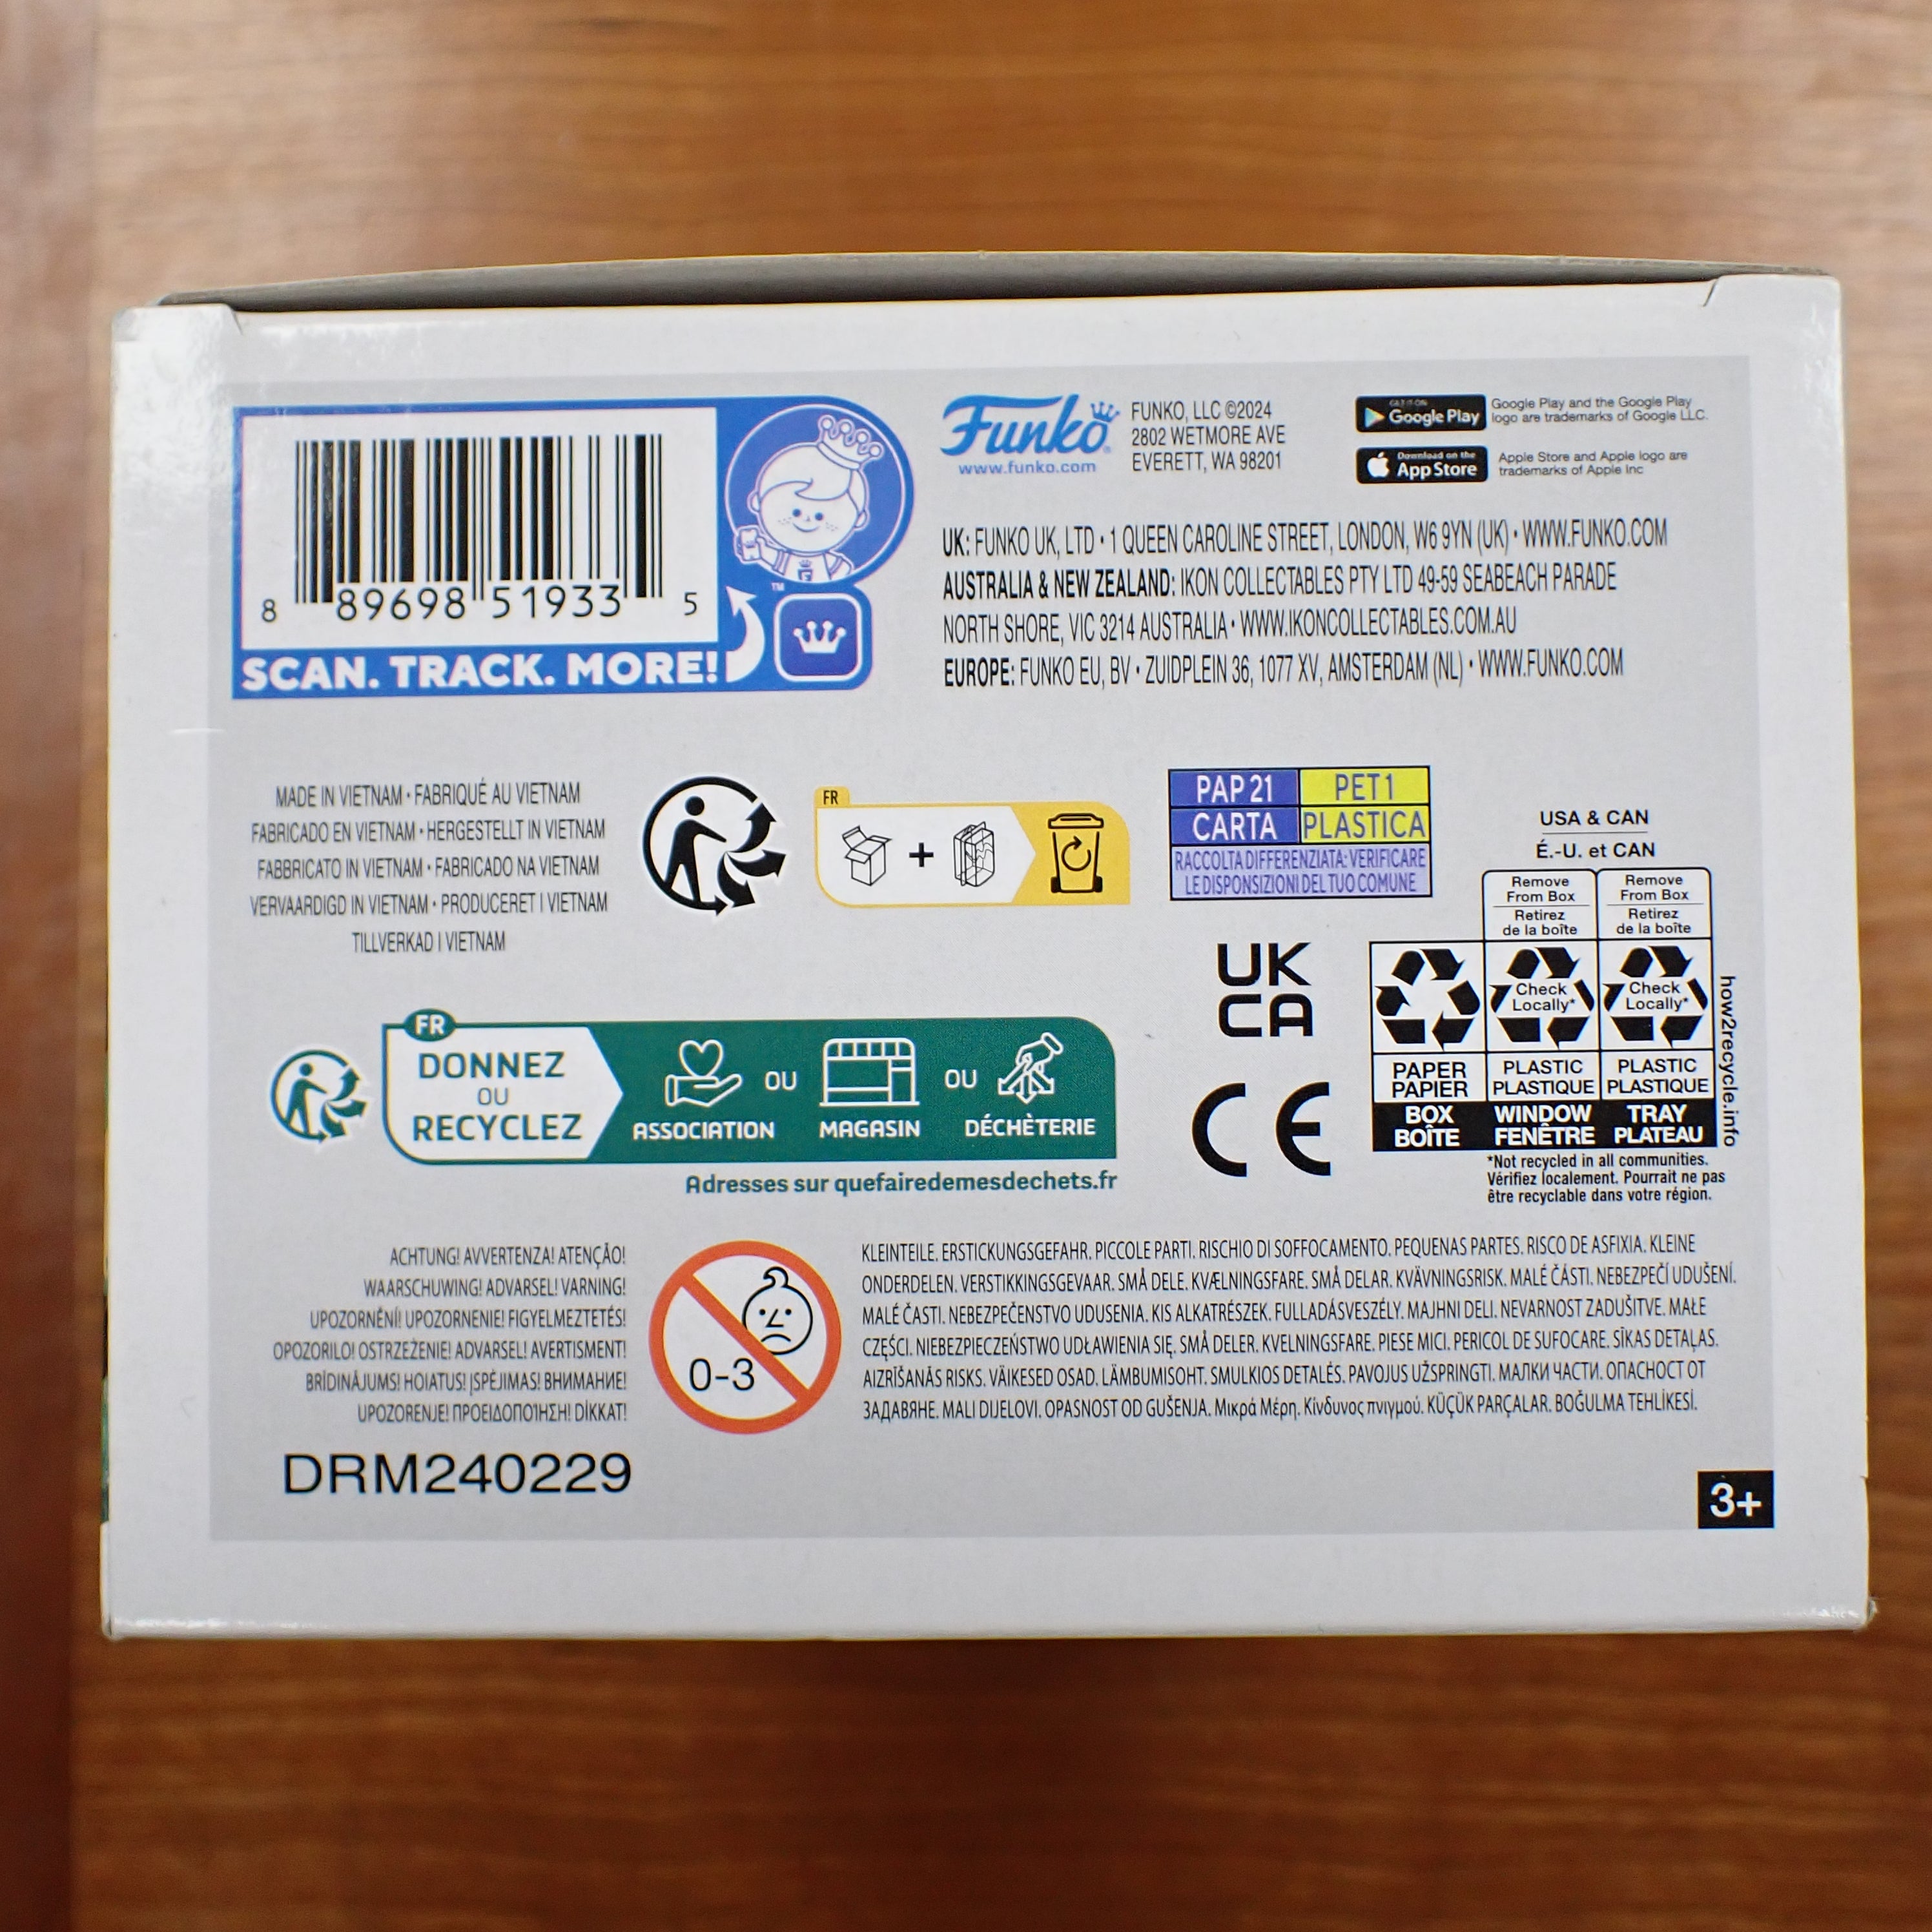 8 89698 51933 5
SCAN. TRACK. MORE!
™
Funko®
www.funko.com
FUNKO, LLC ©2024
2802 WETMORE AVE
EVERETT, WA 98201
GET IT ON
Google Play
Google Play and the Google Play
logo are trademarks of Google LLC.
Download on the
App Store
Apple Store and Apple logo are
trademarks of Apple Inc
UK: FUNKO UK, LTD • 1 QUEEN CAROLINE STREET, LONDON, W6 9YN (UK) • WWW.FUNKO.COM
AUSTRALIA & NEW ZEALAND: IKON COLLECTABLES PTY LTD 49-59 SEABEACH PARADE
NORTH SHORE, VIC 3214 AUSTRALIA • WWW.IKONCOLLECTABLES.COM.AU
EUROPE: FUNKO EU, BV • ZUIDPLEIN 36, 1077 XV, AMSTERDAM (NL) • WWW.FUNKO.COM
MADE IN VIETNAM • FABRIQUÉ AU VIETNAM
FABRICADO EN VIETNAM • HERGESTELLT IN VIETNAM
FABBRICATO IN VIETNAM • FABRICADO NA VIETNAM
VERVAARDIGD IN VIETNAM • PRODUCERET I VIETNAM
TILLVERKAD I VIETNAM
FR
+
PAP 21
PET 1
CARTA
PLASTICA
RACCOLTA DIFFERENZIATA: VERIFICARE
LE DISPONSIZIONI DEL TUO COMUNE
USA & CAN
É.-U. et CAN
Remove
From Box
Retirez
de la boîte
Remove
From Box
Retirez
de la boîte
Check
Locally*
Check
Locally*
PAPER
PAPIER
PLASTIC
PLASTIQUE
PLASTIC
PLASTIQUE
BOX
BOÎTE
WINDOW
FENÊTRE
TRAY
PLATEAU
how2recycle.info
*Not recycled in all communities.
Vérifiez localement. Pourrait ne pas
être recyclable dans votre région.
UK
CA
CE
FR
DONNEZ
OU
RECYCLEZ
ASSOCIATION
OU
MAGASIN
OU
DÉCHÈTERIE
Adresses sur quefairedemesdechets.fr
ACHTUNG! AVVERTENZA! ATENÇÃO!
WAARSCHUWING! ADVARSEL! VARNING!
UPOZORNĚNÍ! UPOZORNENIE! FIGYELMEZTETÉS!
OPOZORILO! OSTRZEŻENIE! ADVARSEL! AVERTISMENT!
BRĪDINĀJUMS! HOIATUS! ĮSPĖJIMAS! ВНИМАНИЕ!
UPOZORENJE! ΠΡΟΕΙΔΟΠΟΊΗΣΗ! DİKKAT!
0-3
KLEINTEILE. ERSTICKUNGSGEFAHR. PICCOLE PARTI. RISCHIO DI SOFFOCAMENTO. PEQUENAS PARTES. RISCO DE ASFIXIA. KLEINE
ONDERDELEN. VERSTIKKINGSGEVAAR. SMÅ DELE. KVÆLNINGSFARE. SMÅ DELAR. KVÄVNINGSRISK. MALÉ ČÁSTI. NEBEZPEČÍ UDUŠENÍ.
MALÉ ČASTI. NEBEZPEČENSTVO UDUSENIA. KIS ALKATRÉSZEK. FULLADÁSVESZÉLY. MAJHNI DELI. NEVARNOST ZADUŠITVE. MAŁE
CZĘŚCI. NIEBEZPIECZEŃSTWO UDŁAWIENIA SIĘ. SMÅ DELER. KVELNINGSFARE. PIESE MICI. PERICOL DE SUFOCARE. SĪKAS DETAĻAS.
AIZRĪŠANĀS RISKS. VÄIKESED OSAD. LÄMBUMISOHT. SMULKIOS DETALĖS. PAVOJUS UŽSPRINGTI. МАЛКИ ЧАСТИ. ОПАСНОСТ ОТ
ЗАДАВЯНЕ. MALI DIJELOVI. OPASNOST OD GUŠENJA. Μικρά Μέρη. Κίνδυνος πνιγμού. KÜÇÜK PARÇALAR. BOĞULMA TEHLİKESİ.
DRM240229
3+